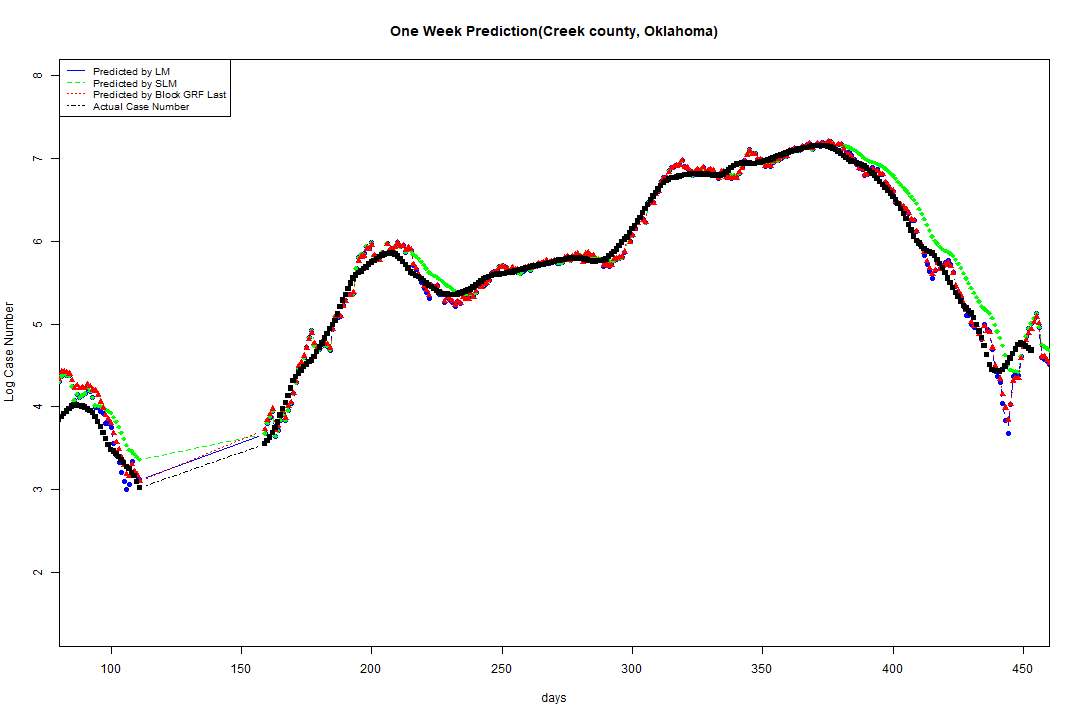 One Week Prediction(Creek county, Oklahoma)
Predicted by LM
Predicted by SLM
Predicted by Block GRF Last
Actual Case Number
8
7
6
5
4
3
2
Log Case Number
100 150 200 250 300 350 400 450
days